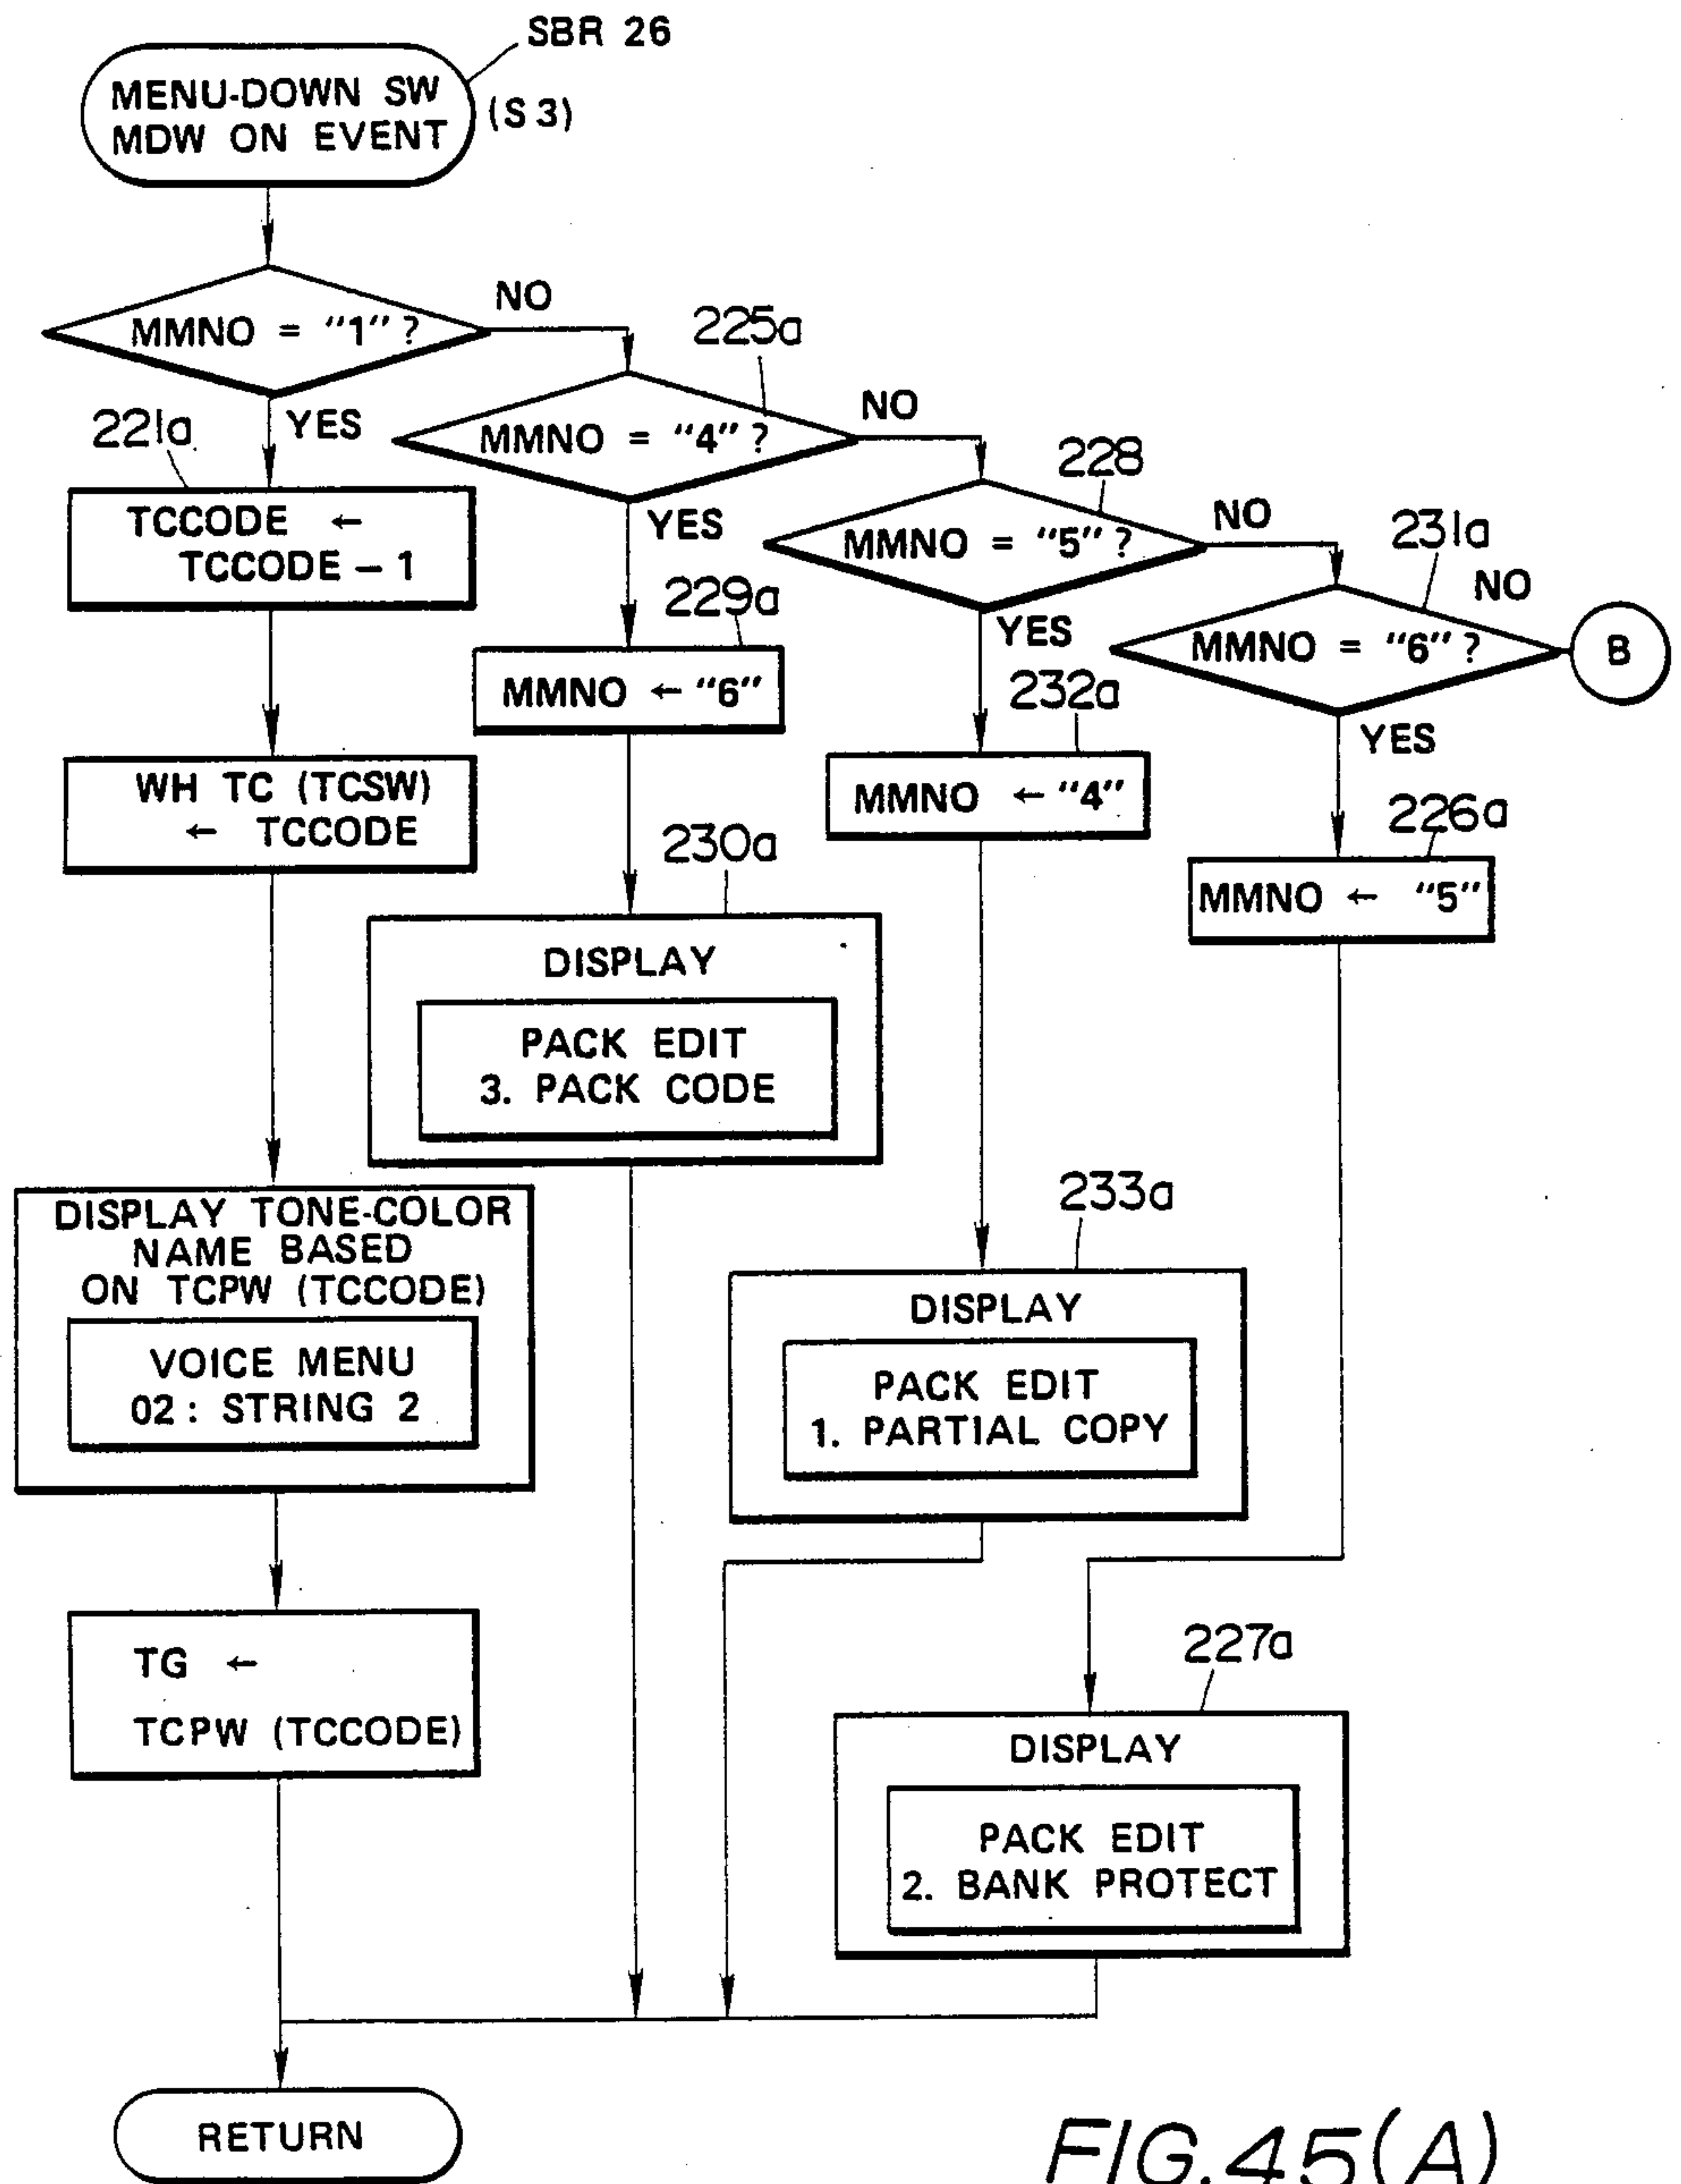 SBR 26
MENU-DOWN SW
MDW ON EVENT
(S3)
MMNO = "1"?
NO
YES
225a
MMNO = "4"?
NO
YES
228
MMNO = "5"?
NO
YES
231a
NO
MMNO = "6"?
B
YES
221a
TCCODE ←
TCCODE – 1
WH TC (TCSW)
← TCCODE
DISPLAY TONE-COLOR
NAME BASED
ON TCPW (TCCODE)
VOICE MENU
02: STRING 2
TG ←
TCPW (TCCODE)
229a
MMNO ← "6"
230a
DISPLAY
PACK EDIT
3. PACK CODE
232a
MMNO ← "4"
233a
DISPLAY
PACK EDIT
1. PARTIAL COPY
226a
MMNO ← "5"
227a
DISPLAY
PACK EDIT
2. BANK PROTECT
RETURN
FIG.45(A)